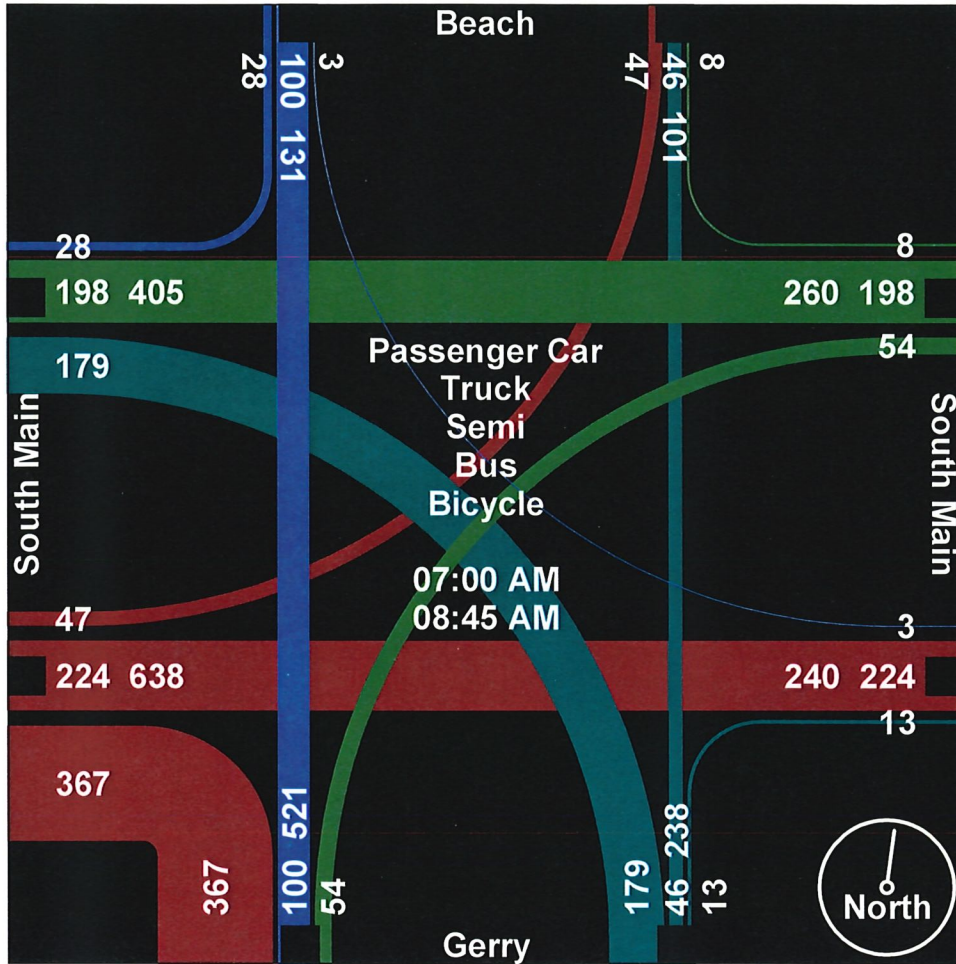 Beach
28
100 131
3
47
46 101
8
28
8
198 405
260 198
179
54
Passenger Car
Truck
Semi
Bus
Bicycle
South Main
South Main
07:00 AM
08:45 AM
47
3
224 638
240 224
13
367
367
100 521
54
179
46 238
13
North
Gerry